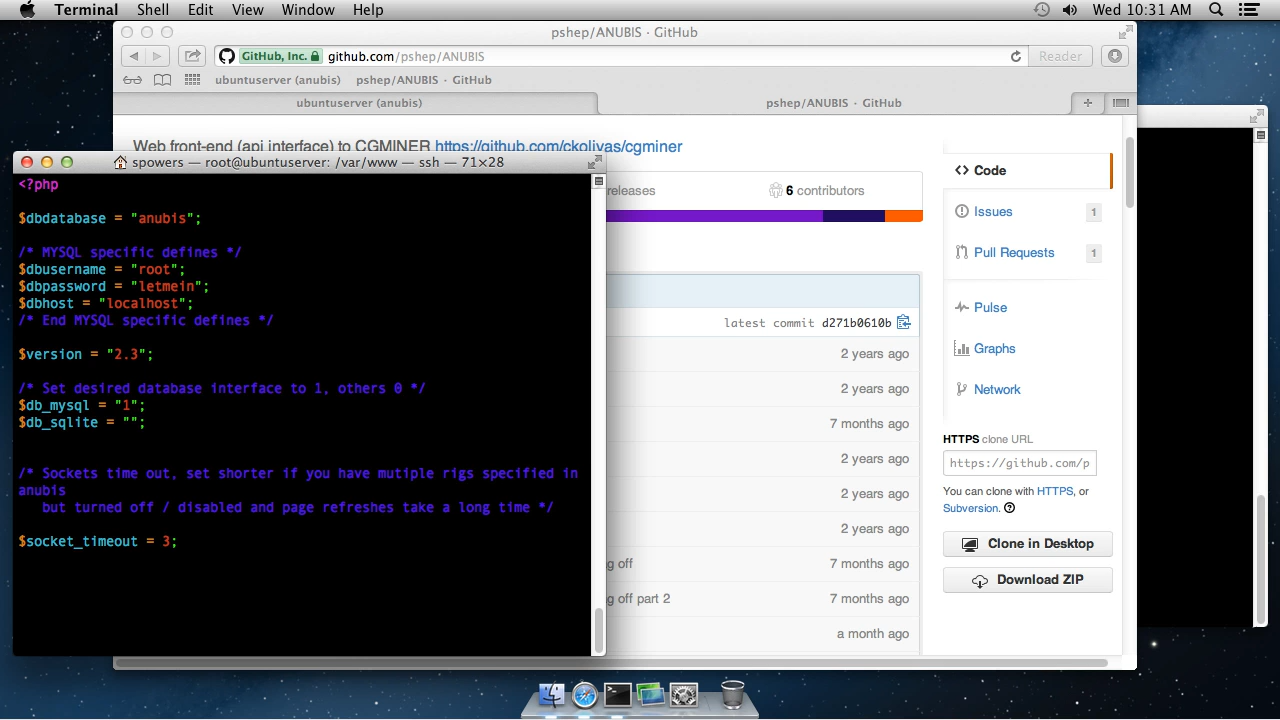 Terminal Shell Edit View Window Help
Wed 10:31 AM
pshep/ANUBIS · GitHub
GitHub, Inc. github.com/pshep/ANUBIS
Reader
ubuntuserver (anubis) pshep/ANUBIS · GitHub
ubuntuserver (anubis)
pshep/ANUBIS · GitHub
Web front-end (api interface) to CGMINER https://github.com/ckolivas/cgminer
spowers — root@ubuntuserver: /var/www — ssh — 71×28
<?php
$dbdatabase = "anubis";
/* MYSQL specific defines */
$dbusername = "root";
$dbpassword = "letmein";
$dbhost = "localhost";
/* End MYSQL specific defines */
$version = "2.3";
/* Set desired database interface to 1, others 0 */
$db_mysql = "1";
$db_sqlite = "";
/* Sockets time out, set shorter if you have mutiple rigs specified in
anubis
but turned off / disabled and page refreshes take a long time */
$socket_timeout = 3;
releases
6 contributors
latest commit d271b0610b
2 years ago
2 years ago
7 months ago
2 years ago
2 years ago
2 years ago
g off
7 months ago
g off part 2
7 months ago
a month ago
Code
Issues 1
Pull Requests 1
Pulse
Graphs
Network
HTTPS clone URL
https://github.com/p
You can clone with HTTPS, or
Subversion.
Clone in Desktop
Download ZIP